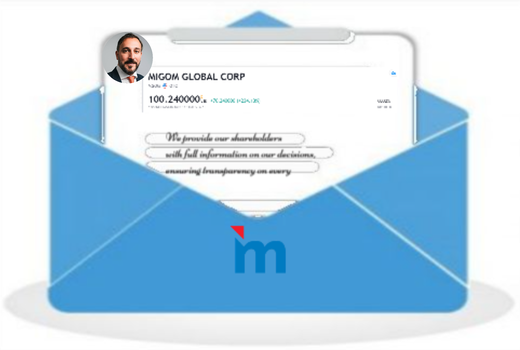 MIGOM GLOBAL CORP
100.240000
We provide our shareholders
with full information on our decisions,
ensuring transparency on every
m